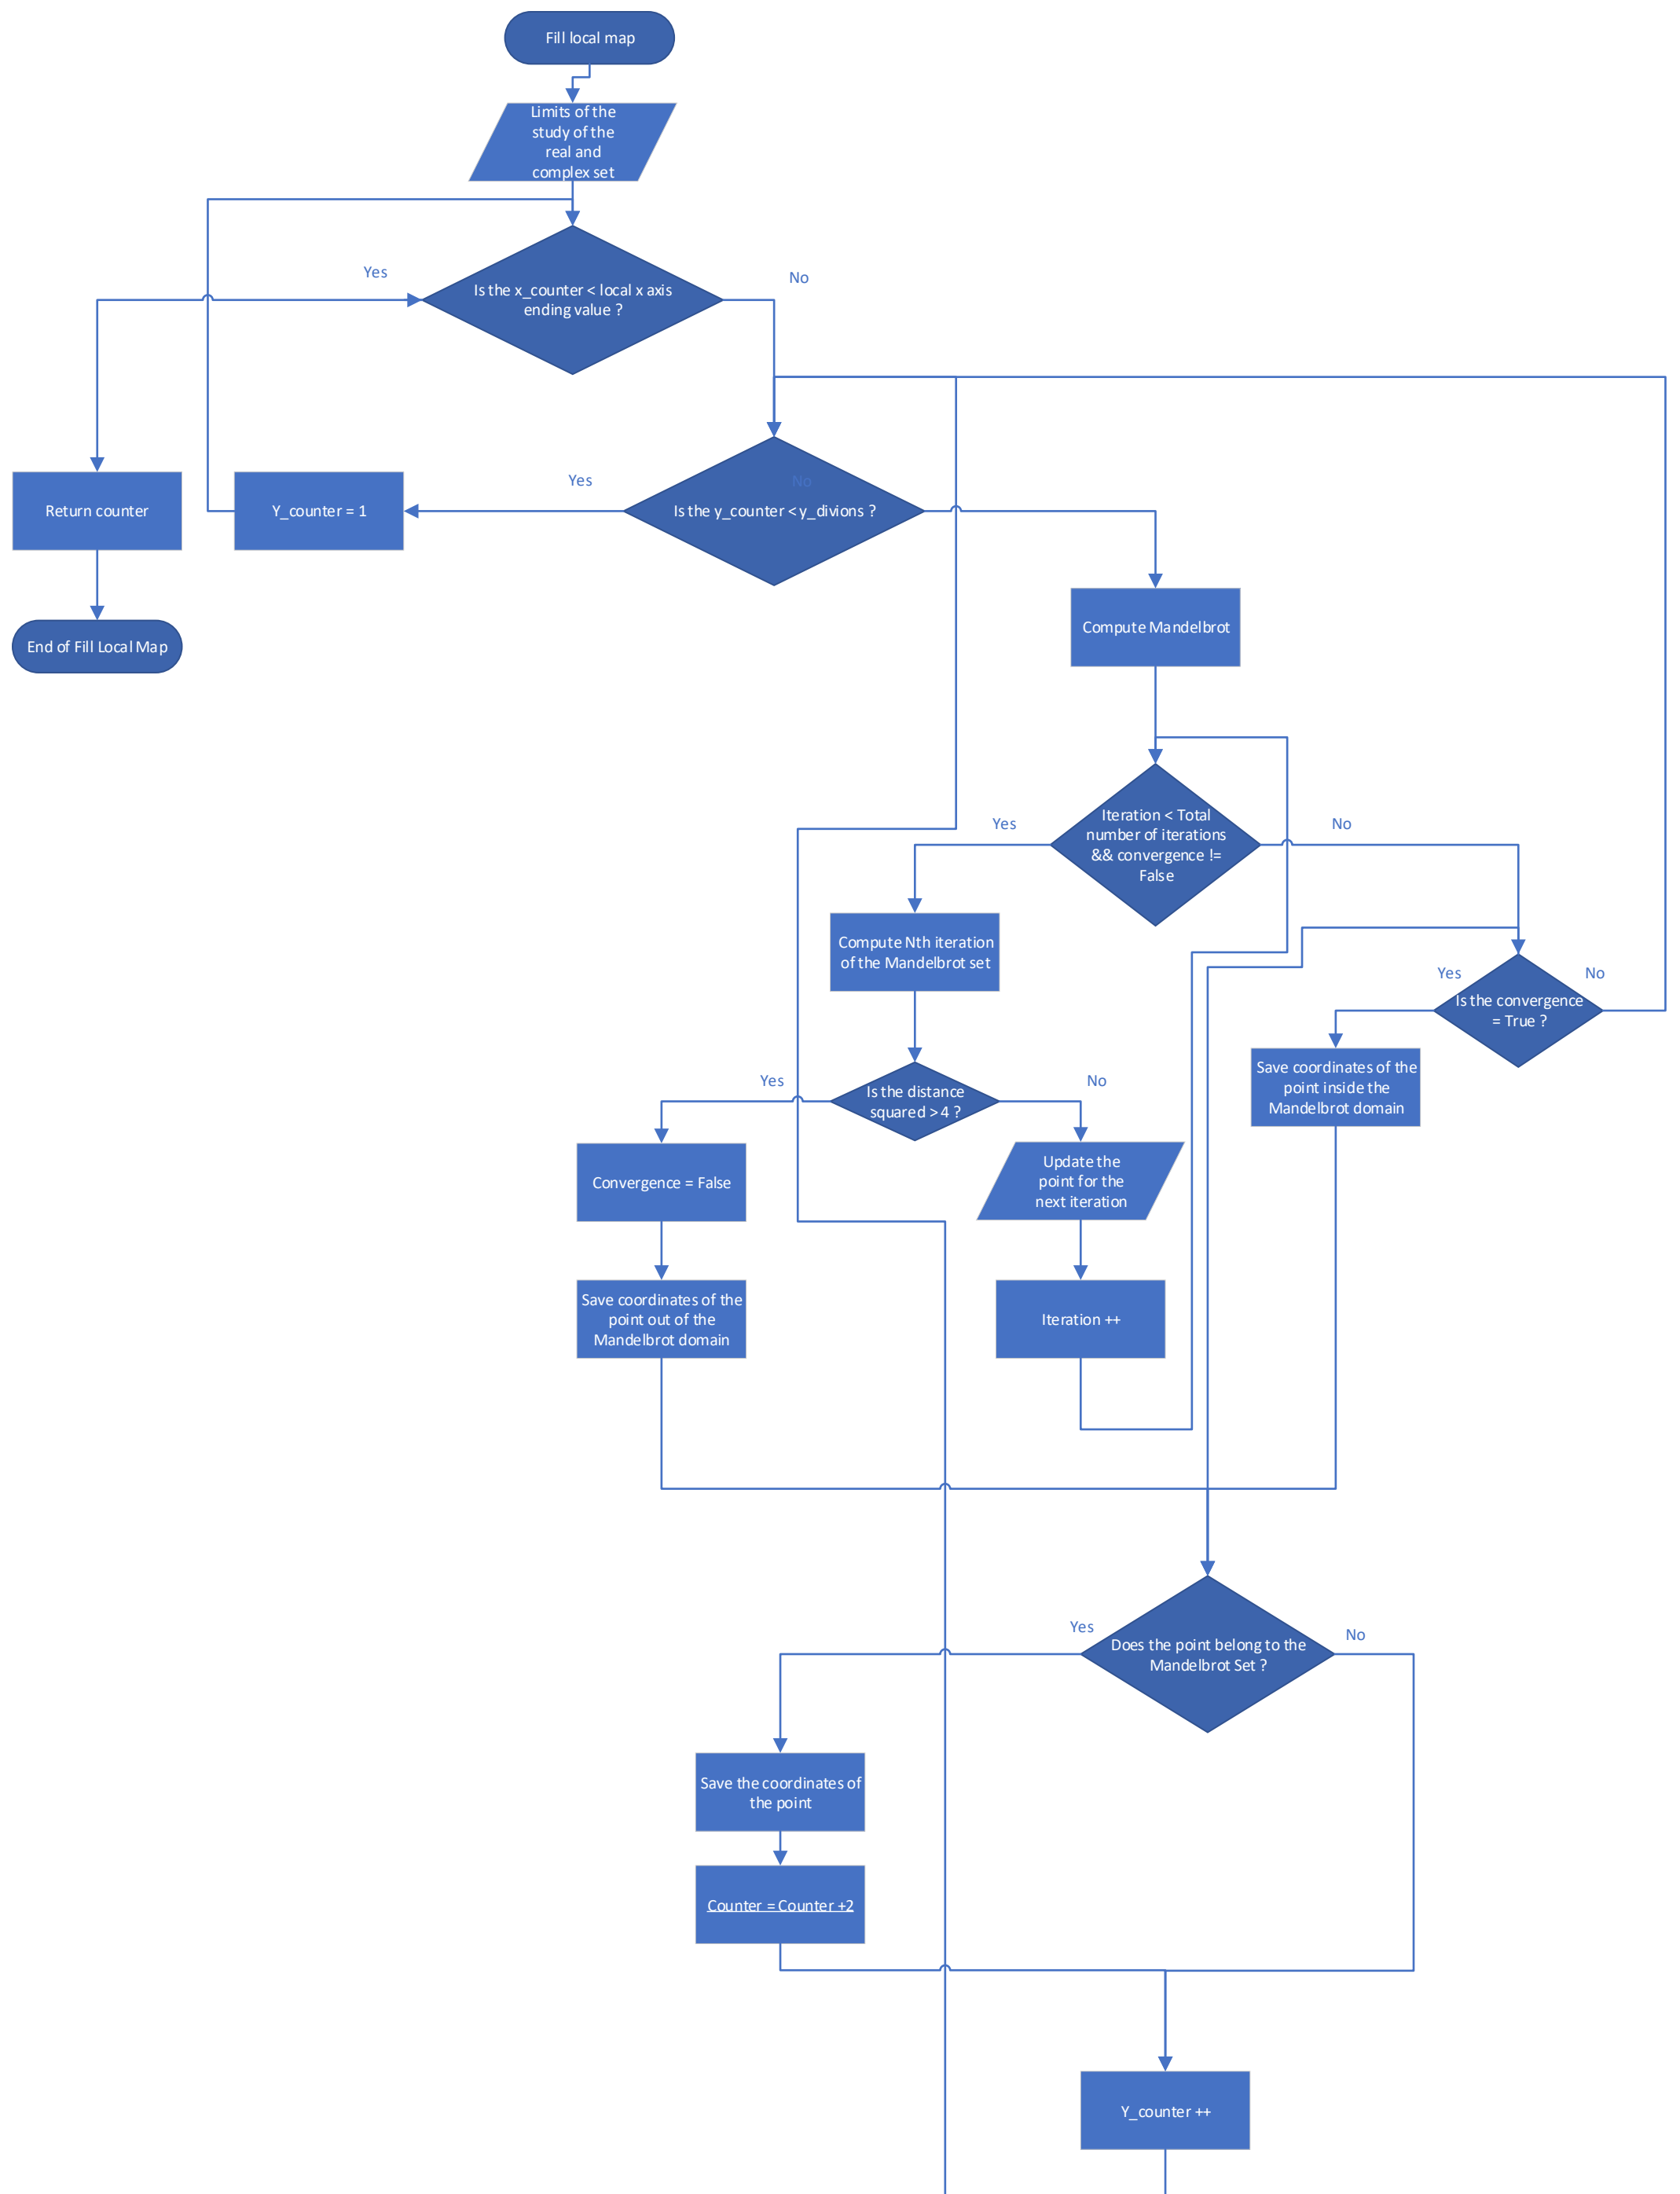 Fill local map
Limits of the
study of the
real and
complex set
Yes
No
Is the x_counter < local x axis
ending value ?
Return counter
Y_counter = 1
Yes
No
Is the y_counter < y_divions ?
End of Fill Local Map
Compute Mandelbrot
Yes
Iteration < Total
number of iterations
&& convergence !=
False
No
Compute Nth iteration
of the Mandelbrot set
Yes
No
Is the convergence
= True ?
Save coordinates of the
point inside the
Mandelbrot domain
Yes
Is the distance
squared > 4 ?
No
Convergence = False
Update the
point for the
next iteration
Save coordinates of the
point out of the
Mandelbrot domain
Iteration ++
Yes
Does the point belong to the
Mandelbrot Set ?
No
Save the coordinates of
the point
Counter = Counter +2
Y_counter ++